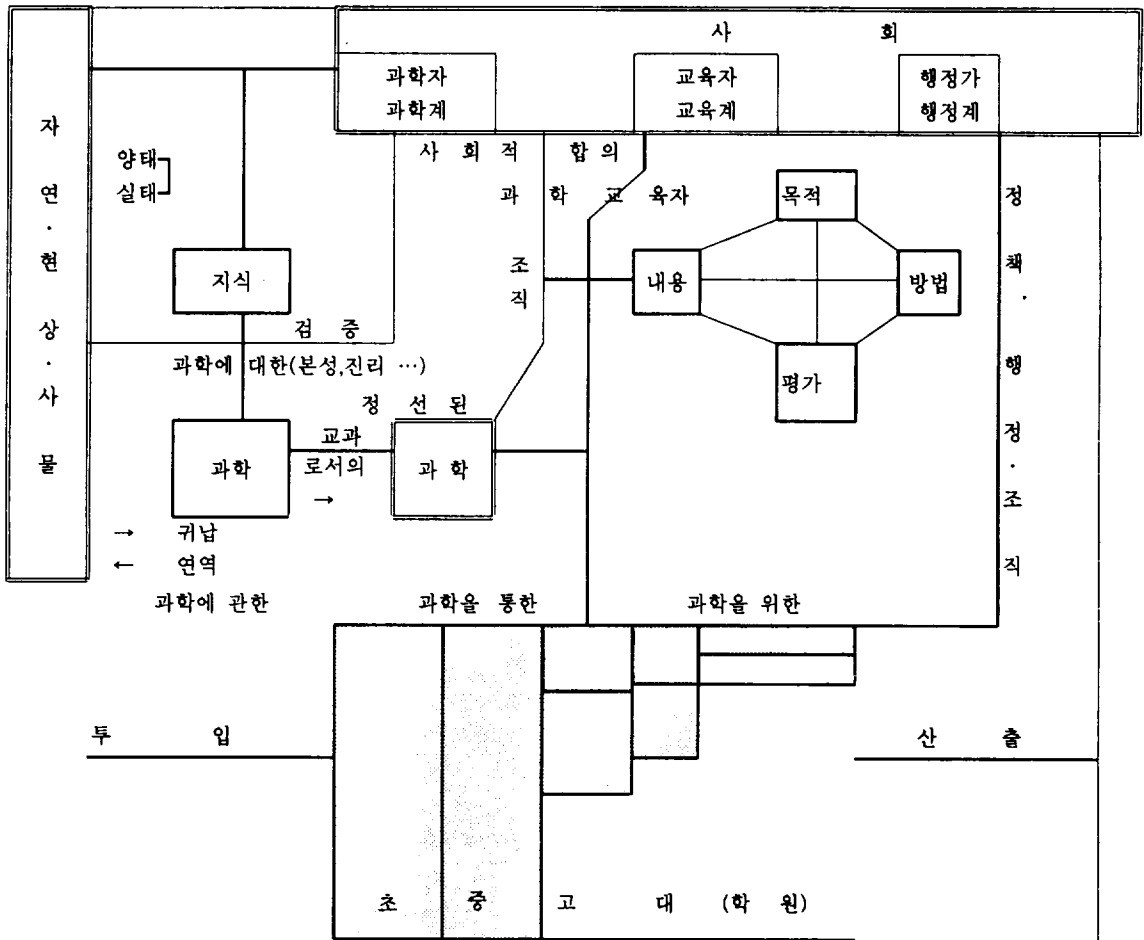 사 회
과학자
과학계
교육자
교육계
행정가
행정계
자연·현상·사물
양태
실태
사 회 적 합 의
과 학 교 육자
목적
지식
조직
내용
방법
평가
정책·행정·조직
검 증
과학에 대한(본성,진리 …)
정 선 된
과학
교과
로서의
→
과 학
→ 귀납
← 연역
과학에 관한
과학을 통한
과학을 위한
투 입
산 출
초 중 고 대 (학 원)